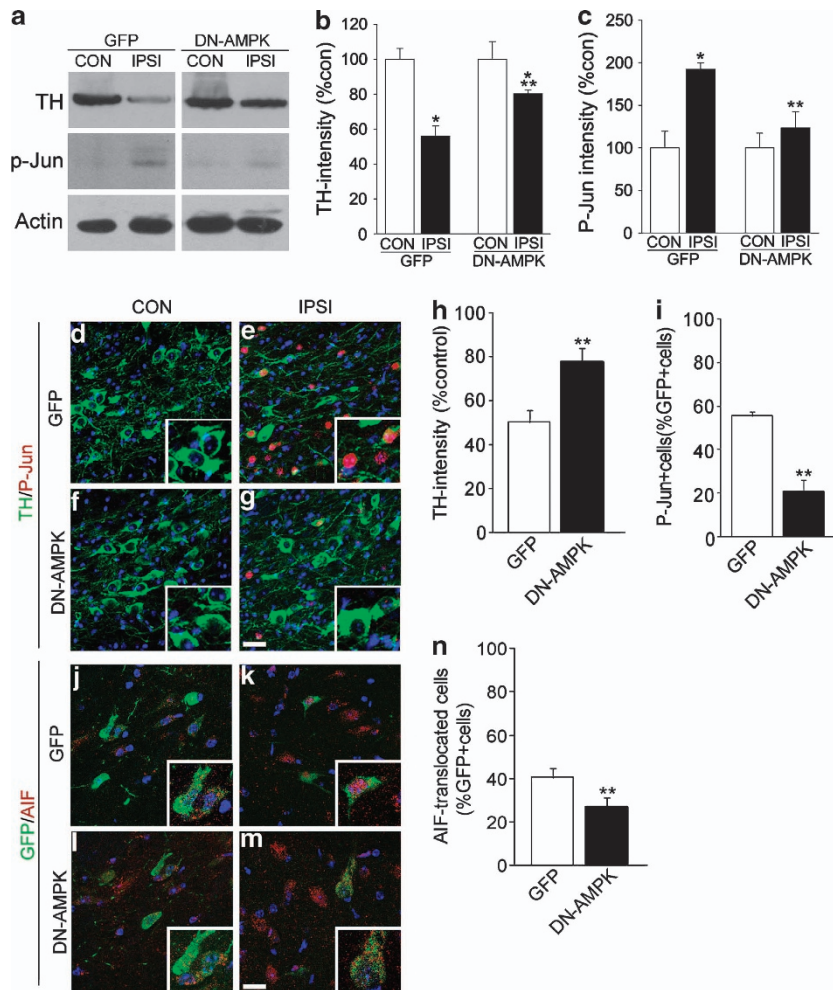 a
GFP DN-AMPK
CON IPSI CON IPSI
TH
p-Jun
Actin
b
TH-intensity (%con)
120
100
80
60
40
20
0
*
*
**
CON IPSI CON IPSI
GFP DN-AMPK
c
P-Jun intensity (%con)
250
200
150
100
50
0
*
**
CON IPSI CON IPSI
GFP DN-AMPK
CON IPSI
TH/P-Jun
GFP
d e
DN-AMPK
f g
h
TH-intensity (%control)
100
80
60
40
20
0
**
GFP
DN-AMPK
i
P-Jun+cells(%GFP+cells)
100
80
60
40
20
0
**
GFP
DN-AMPK
GFP/AIF
GFP
j k
DN-AMPK
l m
n
AIF-translocated cells
(%GFP+cells)
100
80
60
40
20
0
**
GFP
DN-AMPK